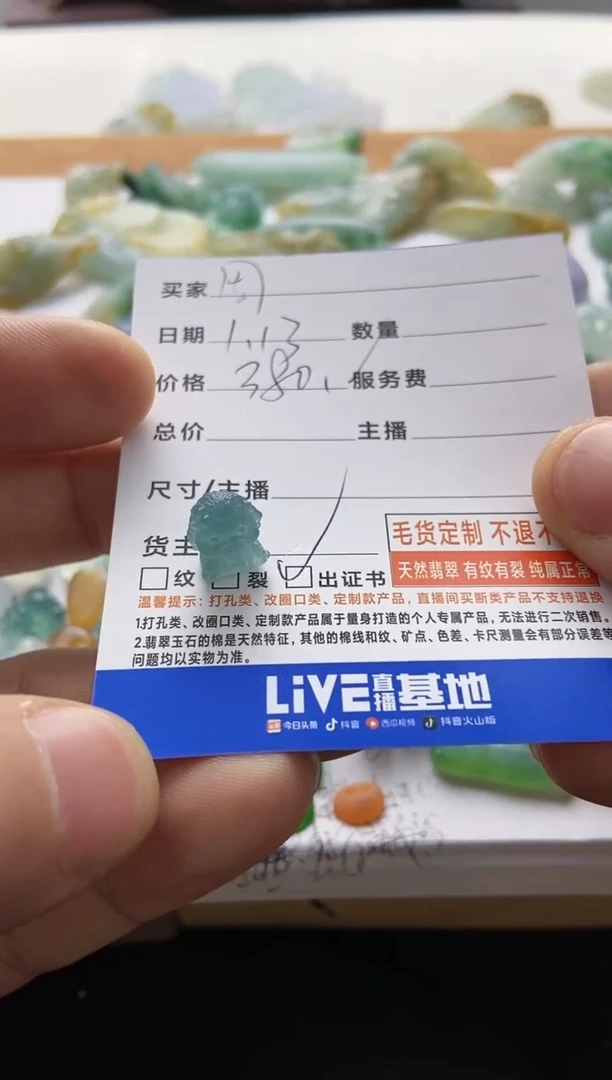 买家 周
日期 1.13 数量
价格 380. 服务费
总价 主播
尺寸/主播
货主
毛货定制 不退不
天然翡翠 有纹有裂 纯属正常
纹 裂 出证书
温馨提示：打孔类、改圈口类、定制款产品，直播间买断类产品不支持退换
1.打孔类、改圈口类、定制款产品属于量身打造的个人专属产品，无法进行二次销售。
2.翡翠玉石的棉是天然特征，其他的棉线和纹、矿点、色差、卡尺测量会有部分误差等
问题均以实物为准。
LiVE直播基地
今日头条 抖音 西瓜视频 抖音火山版